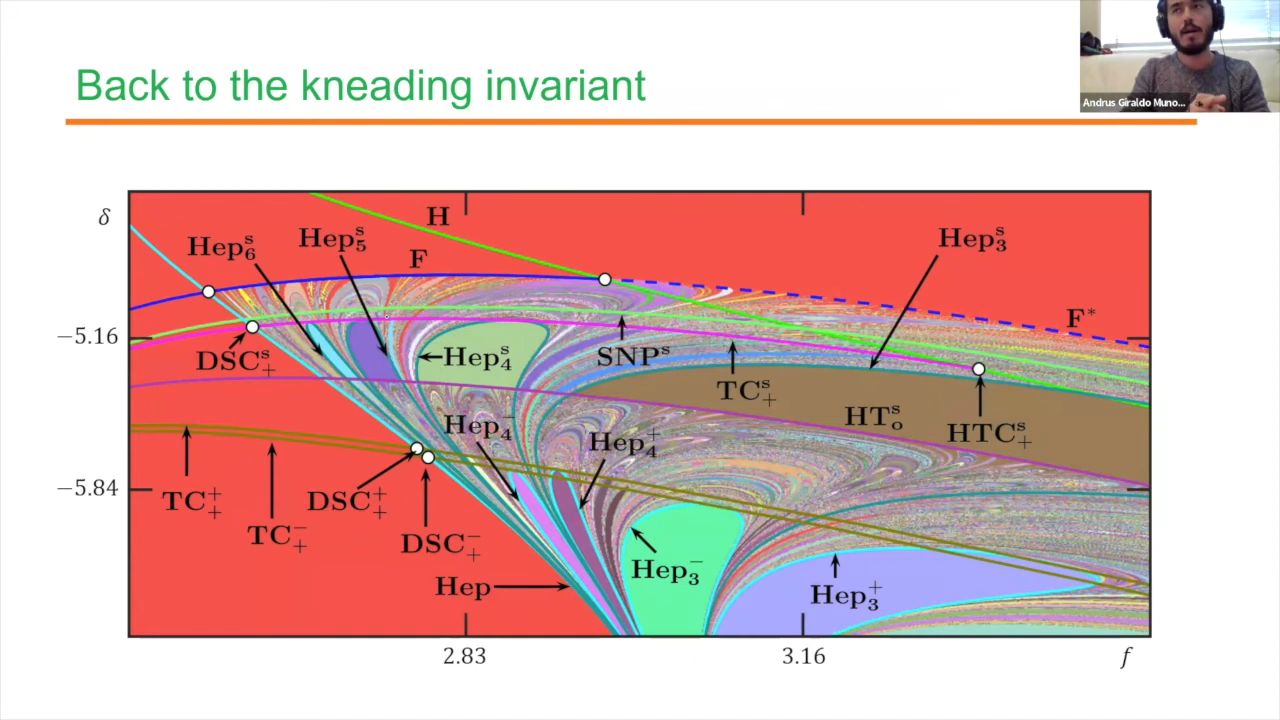 Back to the kneading invariant
Andrus Giraldo Muno...
δ
H
Hep₆ˢ
Hep₅ˢ
Hep₃ˢ
F
F*
−5.16
DSC₊ˢ
Hep₄ˢ
SNPˢ
TC₊ˢ
HTₒˢ
HTC₊ˢ
Hep₄⁻
Hep₄⁺
−5.84
TC₊⁺
DSC₊⁺
TC₊⁻
DSC₊⁻
Hep
Hep₃⁻
Hep₃⁺
2.83
3.16
f